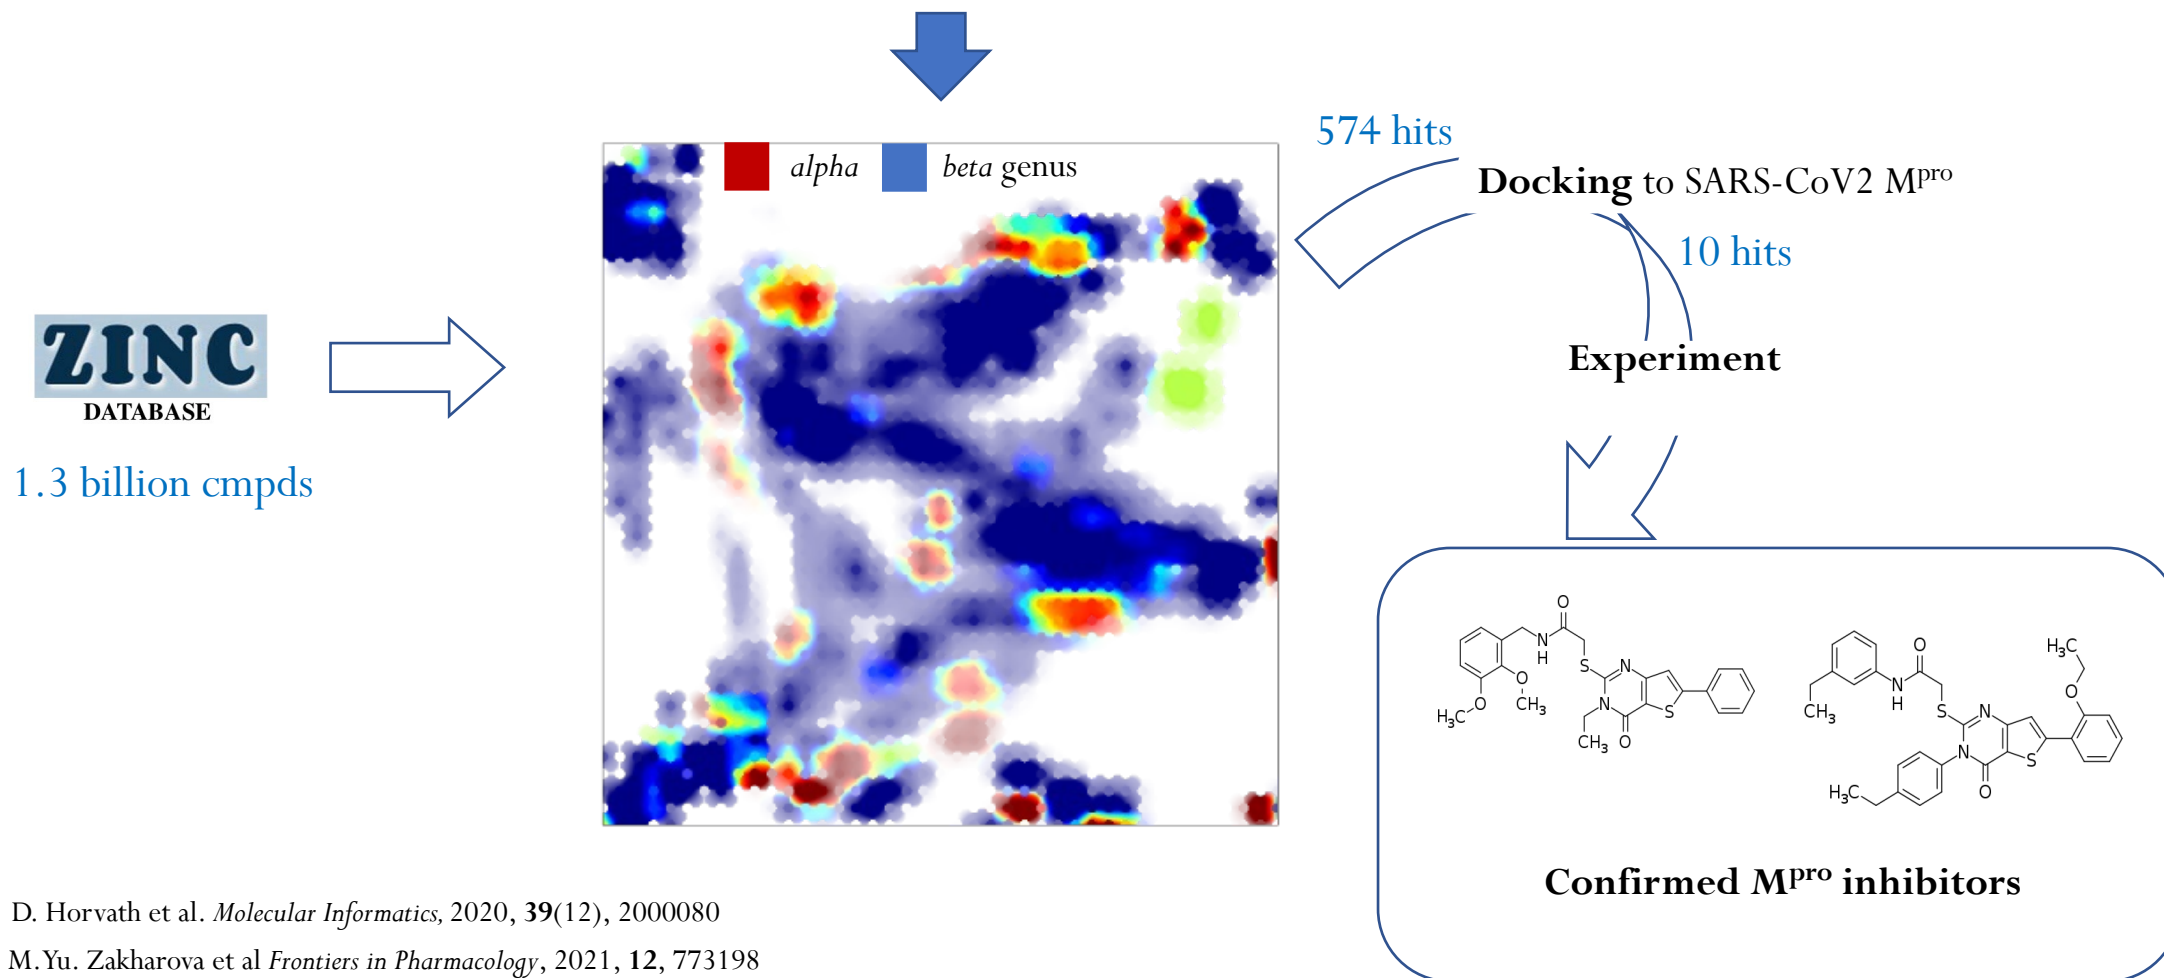 alpha
beta genus
574 hits
Docking to SARS-CoV2 Mpro
10 hits
Experiment
ZINC
DATABASE
1.3 billion cmpds
O
N
H
S
N
O
O
CH3
H3C
N
S
CH3
O
H3C
O
O
N
H
CH3
S
N
N
S
H3C
O
Confirmed Mpro inhibitors
D. Horvath et al. Molecular Informatics, 2020, 39(12), 2000080
M.Yu. Zakharova et al Frontiers in Pharmacology, 2021, 12, 773198